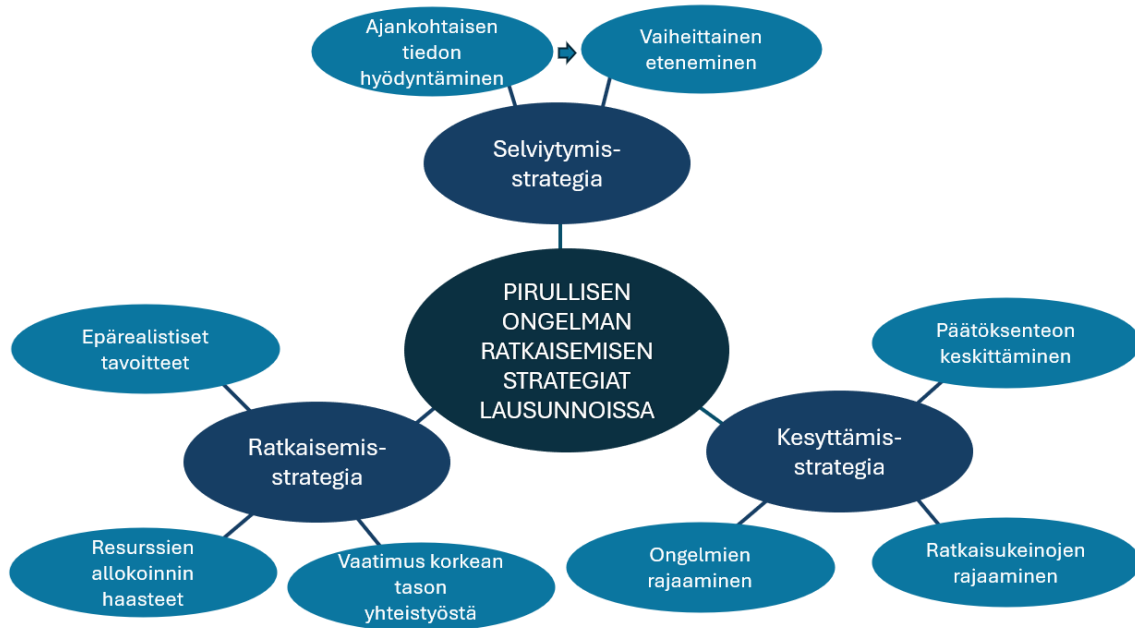 Ajankohtaisen
tiedon
hyödyntäminen
Vaiheittainen
eteneminen
Selviytymis-
strategia
PIRULLISEN
ONGELMAN
RATKAISEMISEN
STRATEGIAT
LAUSUNNOISSA
Epärealistiset
tavoitteet
Ratkaisemis-
strategia
Resurssien
allokoinnin
haasteet
Vaatimus korkean
tason
yhteistyöstä
Päätöksenteon
keskittäminen
Kesyttämis-
strategia
Ongelmien
rajaaminen
Ratkaisukeinojen
rajaaminen